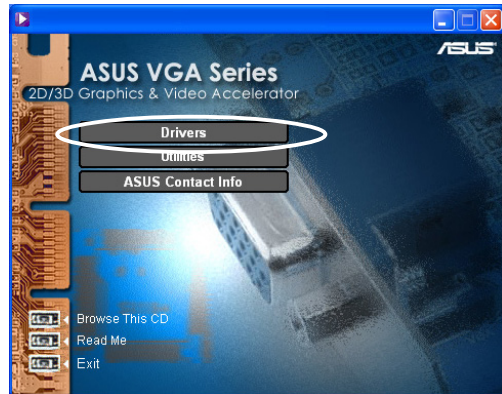 ASUS
ASUS VGA Series
2D/3D Graphics & Video Accelerator
Drivers
Utilities
ASUS Contact Info
Browse This CD
Read Me
Exit